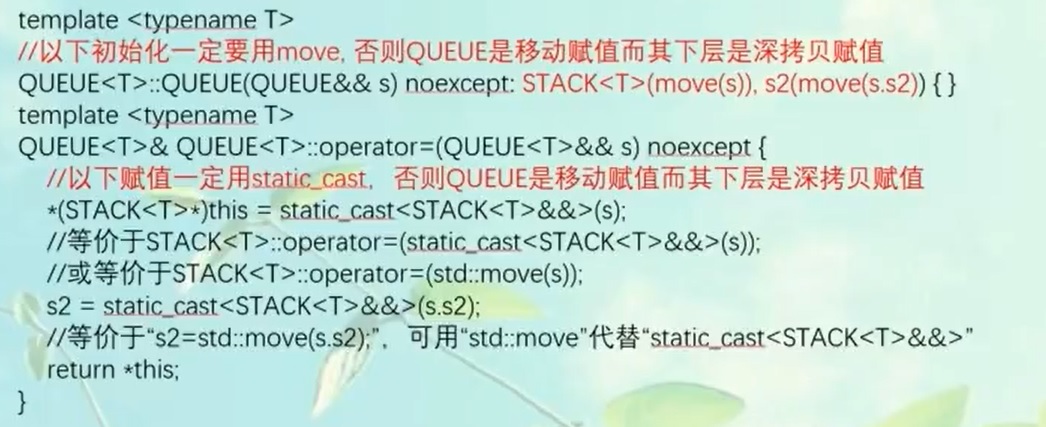 template <typename T>
//以下初始化一定要用move, 否则QUEUE是移动赋值而其下层是深拷贝赋值
QUEUE<T>::QUEUE(QUEUE&& s) noexcept: STACK<T>(move(s)), s2(move(s.s2)) { }
template <typename T>
QUEUE<T>& QUEUE<T>::operator=(QUEUE<T>&& s) noexcept {
//以下赋值一定用static_cast, 否则QUEUE是移动赋值而其下层是深拷贝赋值
*(STACK<T>*)this = static_cast<STACK<T>&&>(s);
//等价于STACK<T>::operator=(static_cast<STACK<T>&&>(s));
//或等价于STACK<T>::operator=(std::move(s));
s2 = static_cast<STACK<T>&&>(s.s2);
//等价于“s2=std::move(s.s2);”, 可用“std::move”代替“static_cast<STACK<T>&&>”
return *this;
}